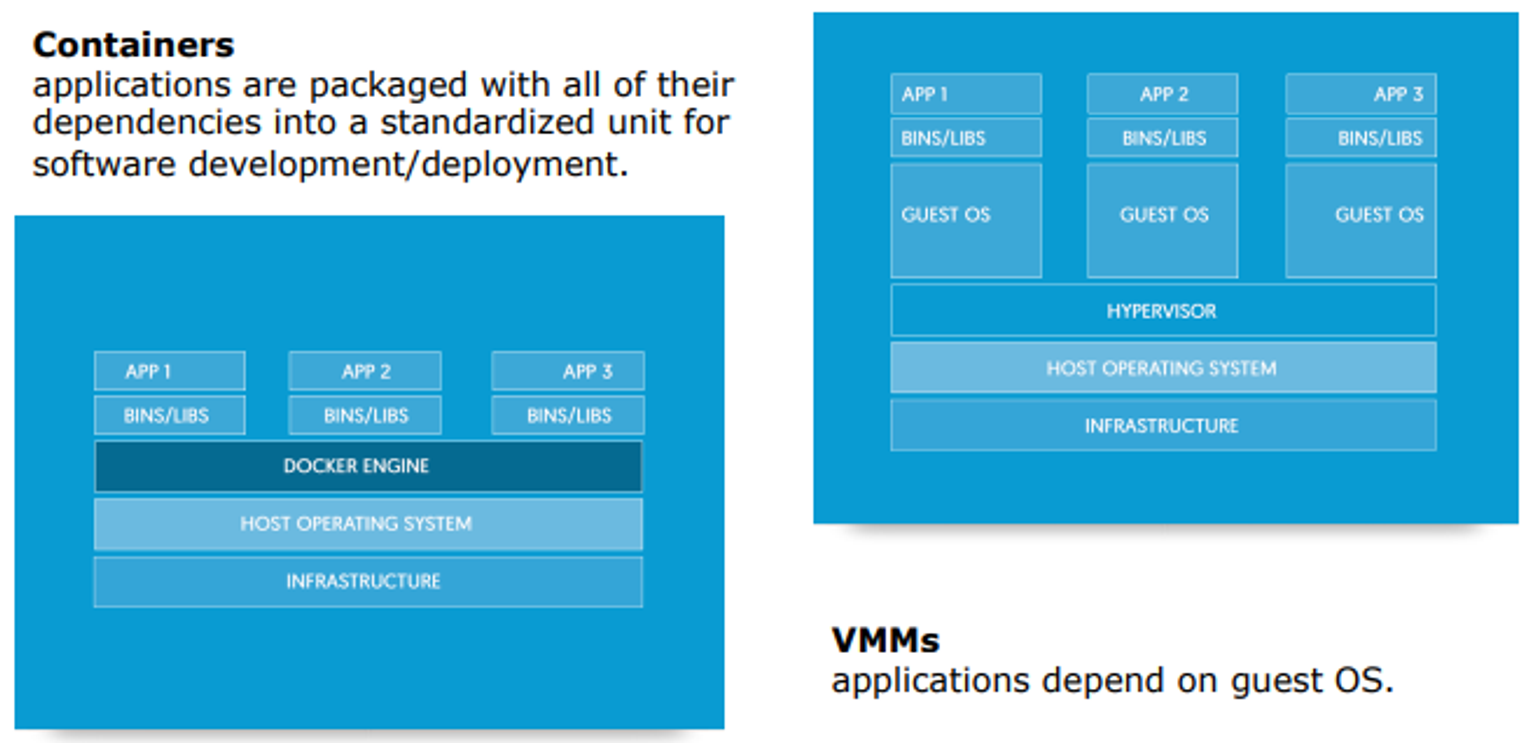 Containers
applications are packaged with all of their
dependencies into a standardized unit for
software development/deployment.
APP 1 APP 2 APP 3
BINS/LIBS BINS/LIBS BINS/LIBS
DOCKER ENGINE
HOST OPERATING SYSTEM
INFRASTRUCTURE
APP 1 APP 2 APP 3
BINS/LIBS BINS/LIBS BINS/LIBS
GUEST OS GUEST OS GUEST OS
HYPERVISOR
HOST OPERATING SYSTEM
INFRASTRUCTURE
VMMs
applications depend on guest OS.